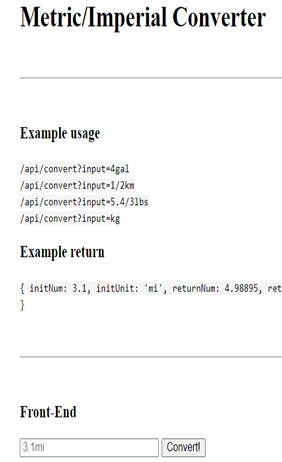 Metric/Imperial Converter
Example usage
/api/convert?input=4gal
/api/convert?input=1/2km
/api/convert?input=5.4/3lbs
/api/convert?input=kg
Example return
{ initNum: 3.1, initUnit: 'mi', returnNum: 4.98895, ret
}
Front-End
3.1mi Convert!